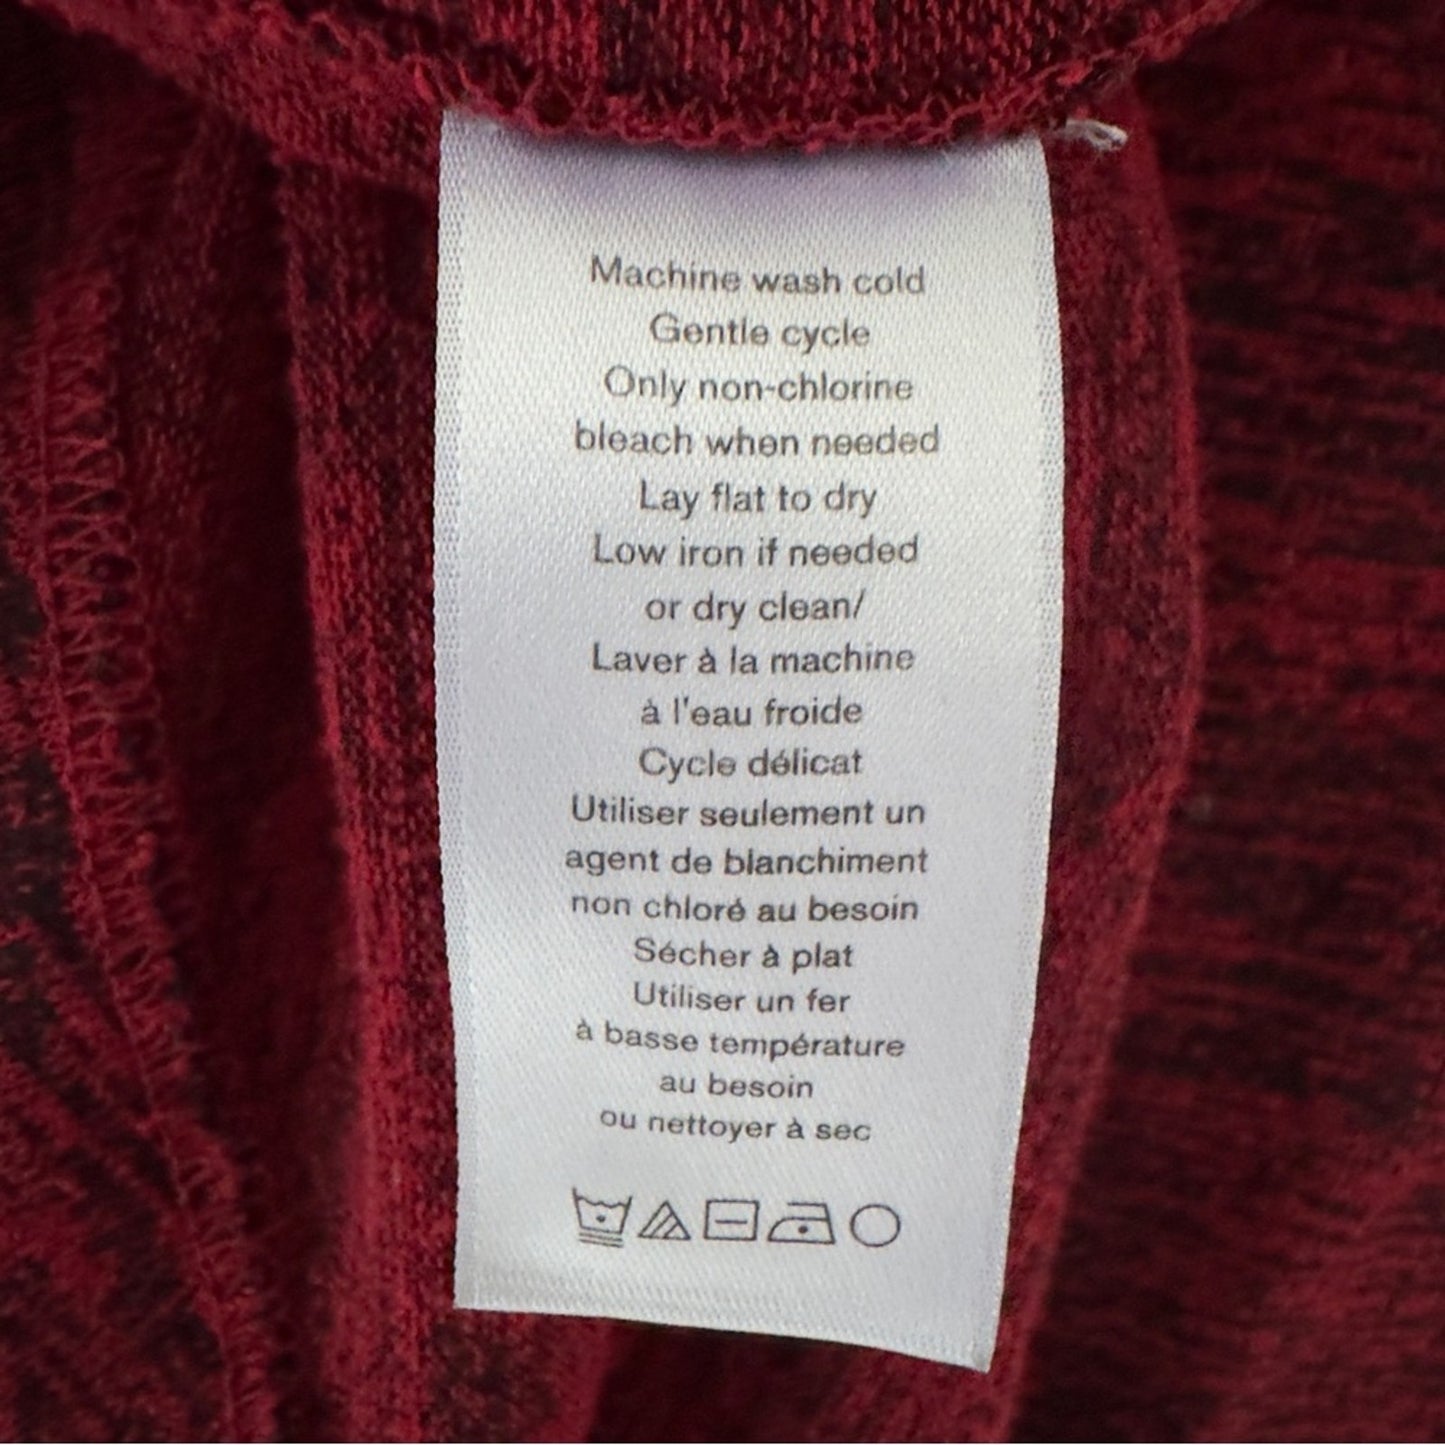 Machine wash cold
Gentle cycle
Only non-chlorine
bleach when needed
Lay flat to dry
Low iron if needed
or dry clean/
Laver à la machine
à l'eau froide
Cycle délicat
Utiliser seulement un
agent de blanchiment
non chloré au besoin
Sécher à plat
Utiliser un fer
à basse température
au besoin
ou nettoyer à sec